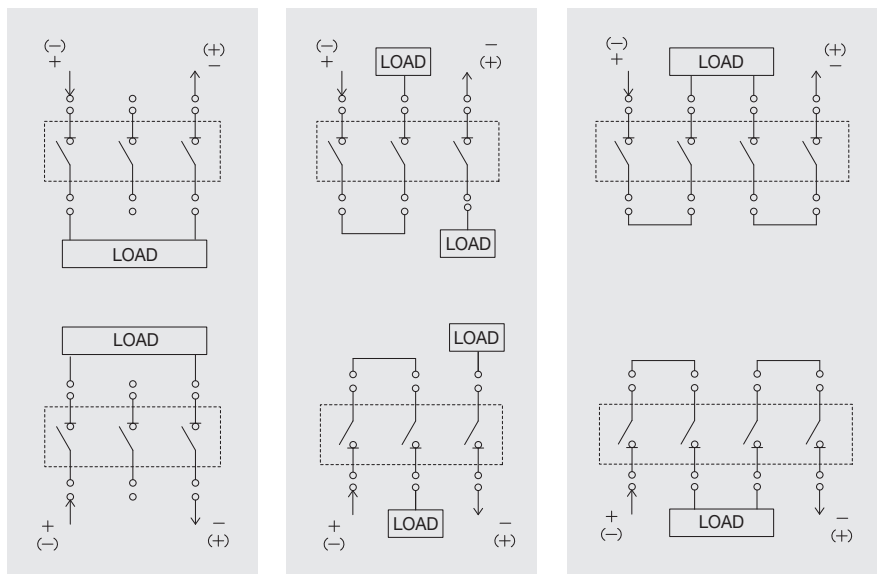 (—) (+)
+ —
LOAD
LOAD
+ —
(—) (+)
(—) —
+ (+)
LOAD
LOAD
LOAD
LOAD
+ —
(—) (+)
(—) (+)
+ —
LOAD
LOAD
+ —
(—) (+)